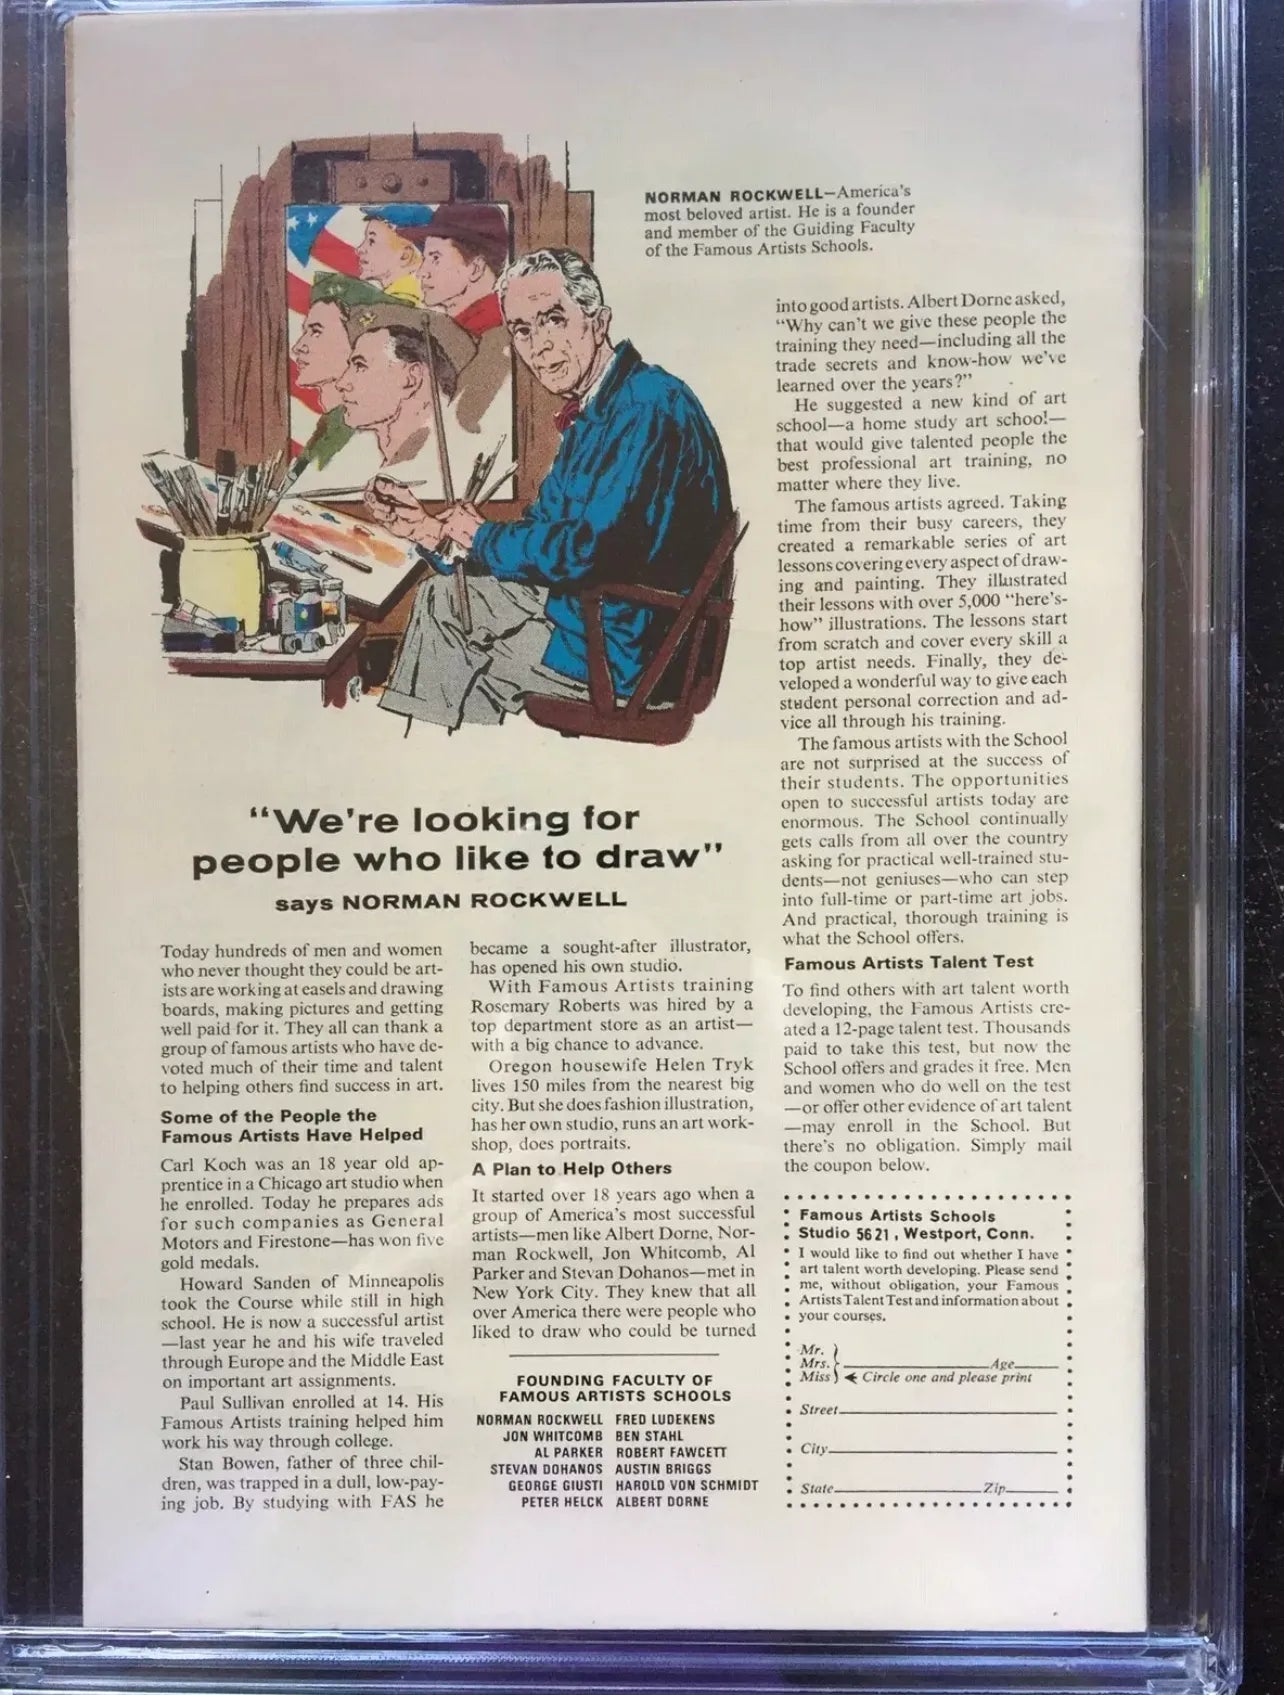 NORMAN ROCKWELL—America's
most beloved artist. He is a founder
and member of the Guiding Faculty
of the Famous Artists Schools.
"We're looking for
people who like to draw"
says NORMAN ROCKWELL
Today hundreds of men and women
who never thought they could be art-
ists are working at easels and drawing
boards, making pictures and getting
well paid for it. They all can thank a
group of famous artists who have de-
voted much of their time and talent
to helping others find success in art.
Some of the People the
Famous Artists Have Helped
Carl Koch was an 18 year old ap-
prentice in a Chicago art studio when
he enrolled. Today he prepares ads
for such companies as General
Motors and Firestone—has won five
gold medals.
Howard Sanden of Minneapolis
took the Course while still in high
school. He is now a successful artist
—last year he and his wife traveled
through Europe and the Middle East
on important art assignments.
Paul Sullivan enrolled at 14. His
Famous Artists training helped him
work his way through college.
Stan Bowen, father of three chil-
dren, was trapped in a dull, low-pay-
ing job. By studying with FAS he
became a sought-after illustrator,
has opened his own studio.
With Famous Artists training
Rosemary Roberts was hired by a
top department store as an artist—
with a big chance to advance.
Oregon housewife Helen Tryk
lives 150 miles from the nearest big
city. But she does fashion illustration,
has her own studio, runs an art work-
shop, does portraits.
A Plan to Help Others
It started over 18 years ago when a
group of America's most successful
artists—men like Albert Dorne, Nor-
man Rockwell, Jon Whitcomb, Al
Parker and Stevan Dohanos—met in
New York City. They knew that all
over America there were people who
liked to draw who could be turned
into good artists. Albert Dorne asked,
"Why can't we give these people the
training they need—including all the
trade secrets and know-how we've
learned over the years?"
He suggested a new kind of art
school—a home study art school—
that would give talented people the
best professional art training, no
matter where they live.
The famous artists agreed. Taking
time from their busy careers, they
created a remarkable series of art
lessons covering every aspect of draw-
ing and painting. They illustrated
their lessons with over 5,000 "here's-
how" illustrations. The lessons start
from scratch and cover every skill a
top artist needs. Finally, they de-
veloped a wonderful way to give each
student personal correction and ad-
vice all through his training.
The famous artists with the School
are not surprised at the success of
their students. The opportunities
open to successful artists today are
enormous. The School continually
gets calls from all over the country
asking for practical well-trained stu-
dents—not geniuses—who can step
into full-time or part-time art jobs.
And practical, thorough training is
what the School offers.
Famous Artists Talent Test
To find others with art talent worth
developing, the Famous Artists cre-
ated a 12-page talent test. Thousands
paid to take this test, but now the
School offers and grades it free. Men
and women who do well on the test
—or offer other evidence of art talent
—may enroll in the School. But
there's no obligation. Simply mail
the coupon below.
FOUNDING FACULTY OF
FAMOUS ARTISTS SCHOOLS
NORMAN ROCKWELL FRED LUDEKENS
JON WHITCOMB BEN STAHL
AL PARKER ROBERT FAWCETT
STEVAN DOHANOS AUSTIN BRIGGS
GEORGE GIUSTI HAROLD VON SCHMIDT
PETER HELCK ALBERT DORNE
Famous Artists Schools
Studio 5621, Westport, Conn.
I would like to find out whether I have
art talent worth developing. Please send
me, without obligation, your Famous
Artists Talent Test and information about
your courses.
Mr.
Mrs. Age
Miss Circle one and please print
Street
City
State Zip